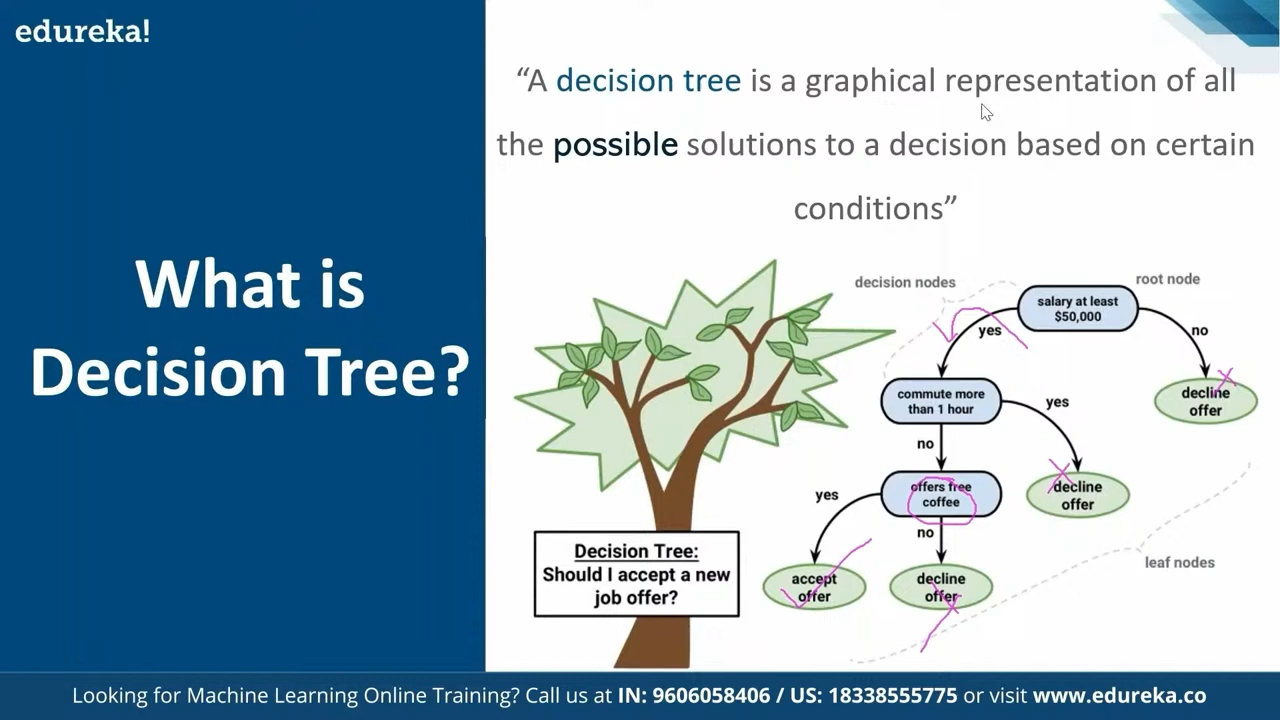 edureka!
What is
Decision Tree?
“A decision tree is a graphical representation of all
the possible solutions to a decision based on certain
conditions”
decision nodes
root node
salary at least
$50,000
yes
no
commute more
than 1 hour
decline
offer
yes
no
offers free
coffee
decline
offer
yes
no
accept
offer
decline
offer
leaf nodes
Decision Tree:
Should I accept a new
job offer?
Looking for Machine Learning Online Training? Call us at IN: 9606058406 / US: 18338555775 or visit www.edureka.co